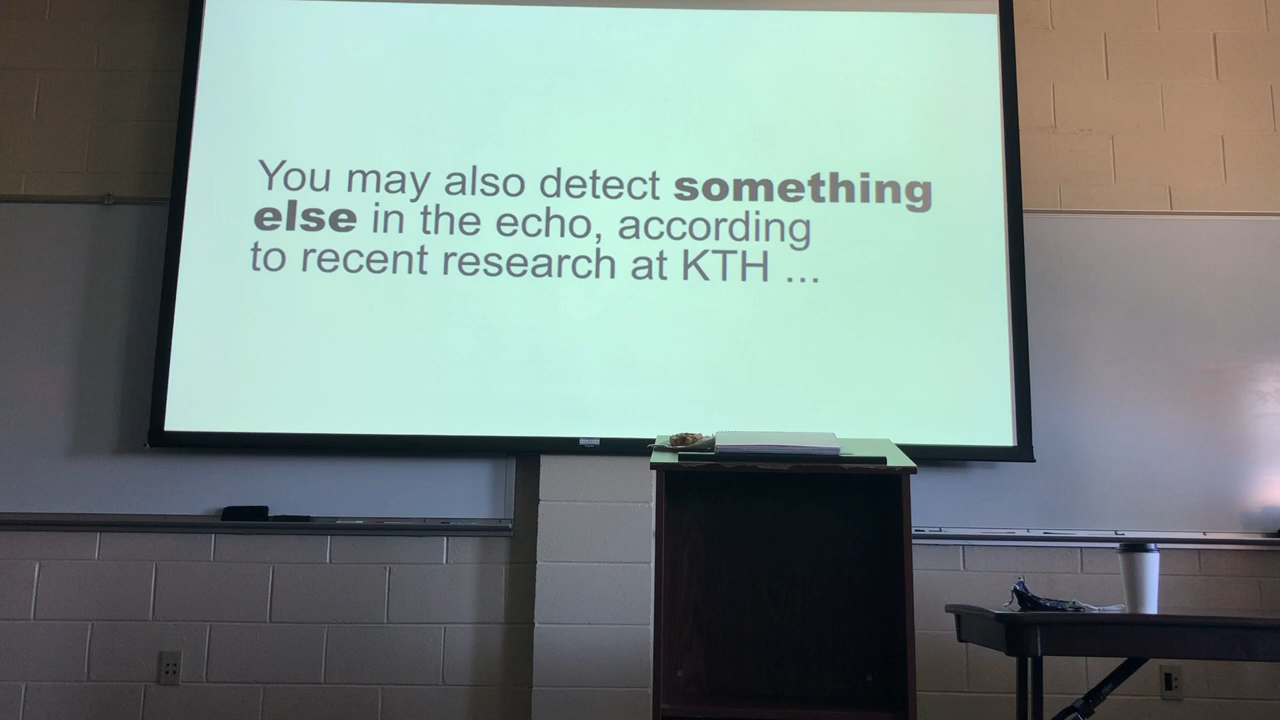 You may also detect something
else in the echo, according
to recent research at KTH ...